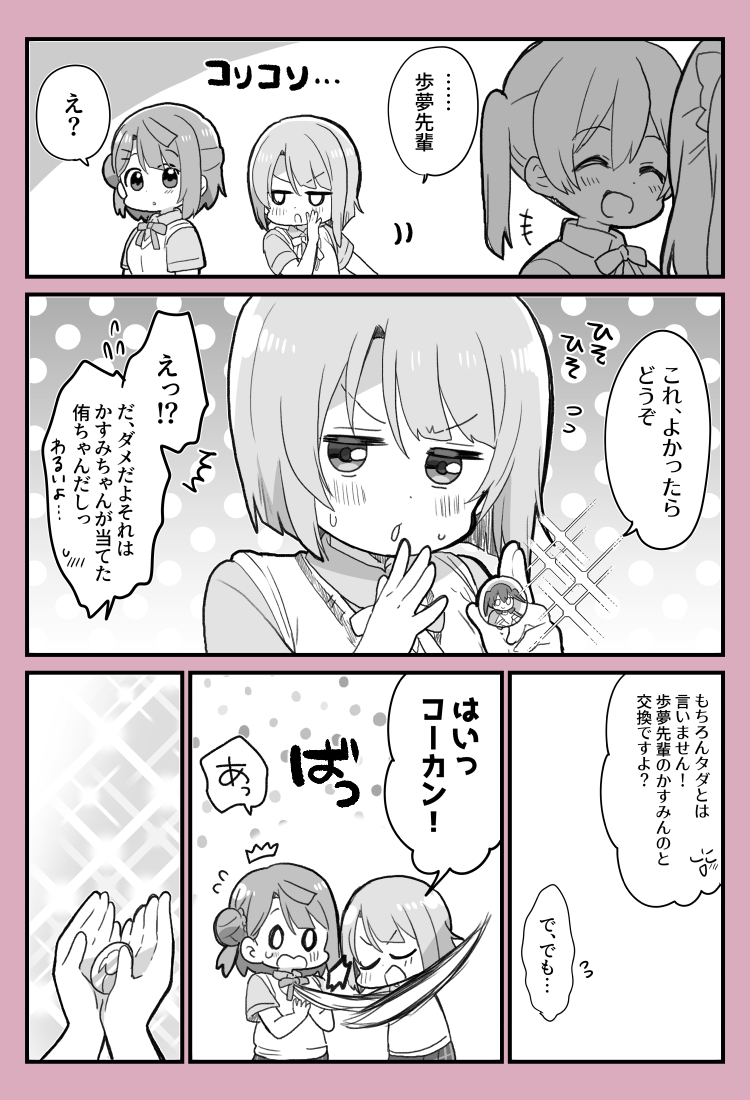 ……
歩夢先輩
コソコソ…
え？
これ、よかったら
どうぞ
ひそ
ひそ
えっ!?
だ、ダメだよそれは
かすみちゃんが当てた
侑ちゃんだしっ
わるいよ…
もちろんタダとは
言いません！
歩夢先輩のかすみんのと
交換ですよ？
で、でも…
はいっ
コーカン！
ばっ
あっ